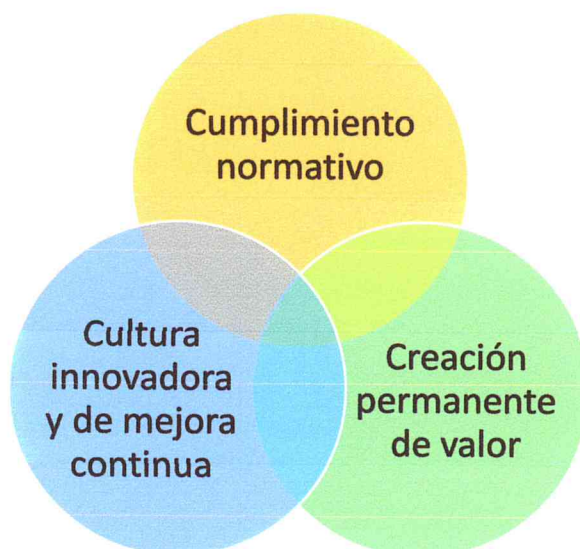 Cumplimiento
normativo
Cultura
innovadora
y de mejora
continua
Creación
permanente
de valor